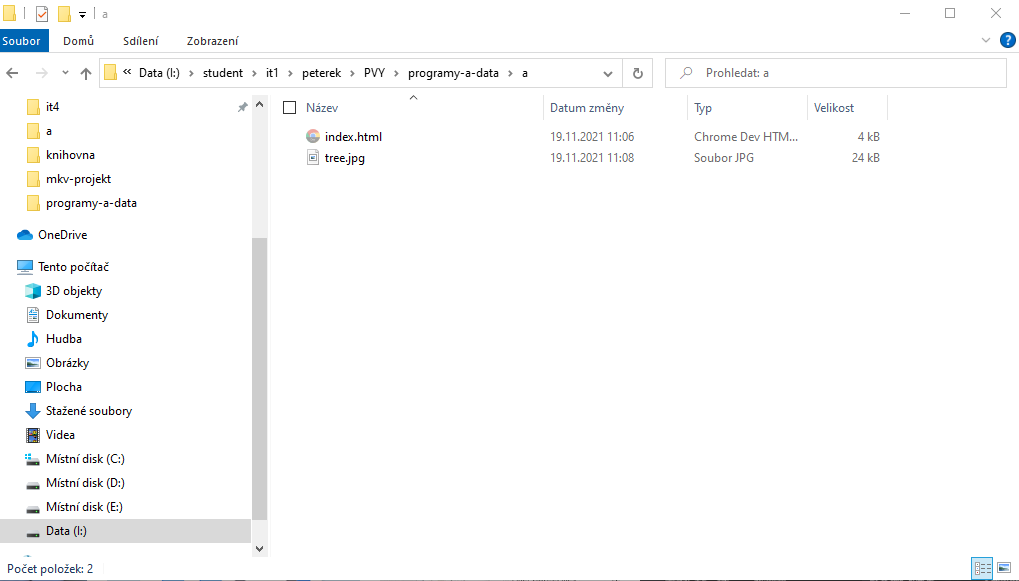 a
Soubor Domů Sdílení Zobrazení
« Data (I:) › student › it1 › peterek › PVY › programy-a-data › a
Prohledat: a
it4
a
knihovna
mkv-projekt
programy-a-data
OneDrive
Tento počítač
3D objekty
Dokumenty
Hudba
Obrázky
Plocha
Stažené soubory
Videa
Místní disk (C:)
Místní disk (D:)
Místní disk (E:)
Data (I:)
Název Datum změny Typ Velikost
index.html 19.11.2021 11:06 Chrome Dev HTM... 4 kB
tree.jpg 19.11.2021 11:08 Soubor JPG 24 kB
Počet položek: 2